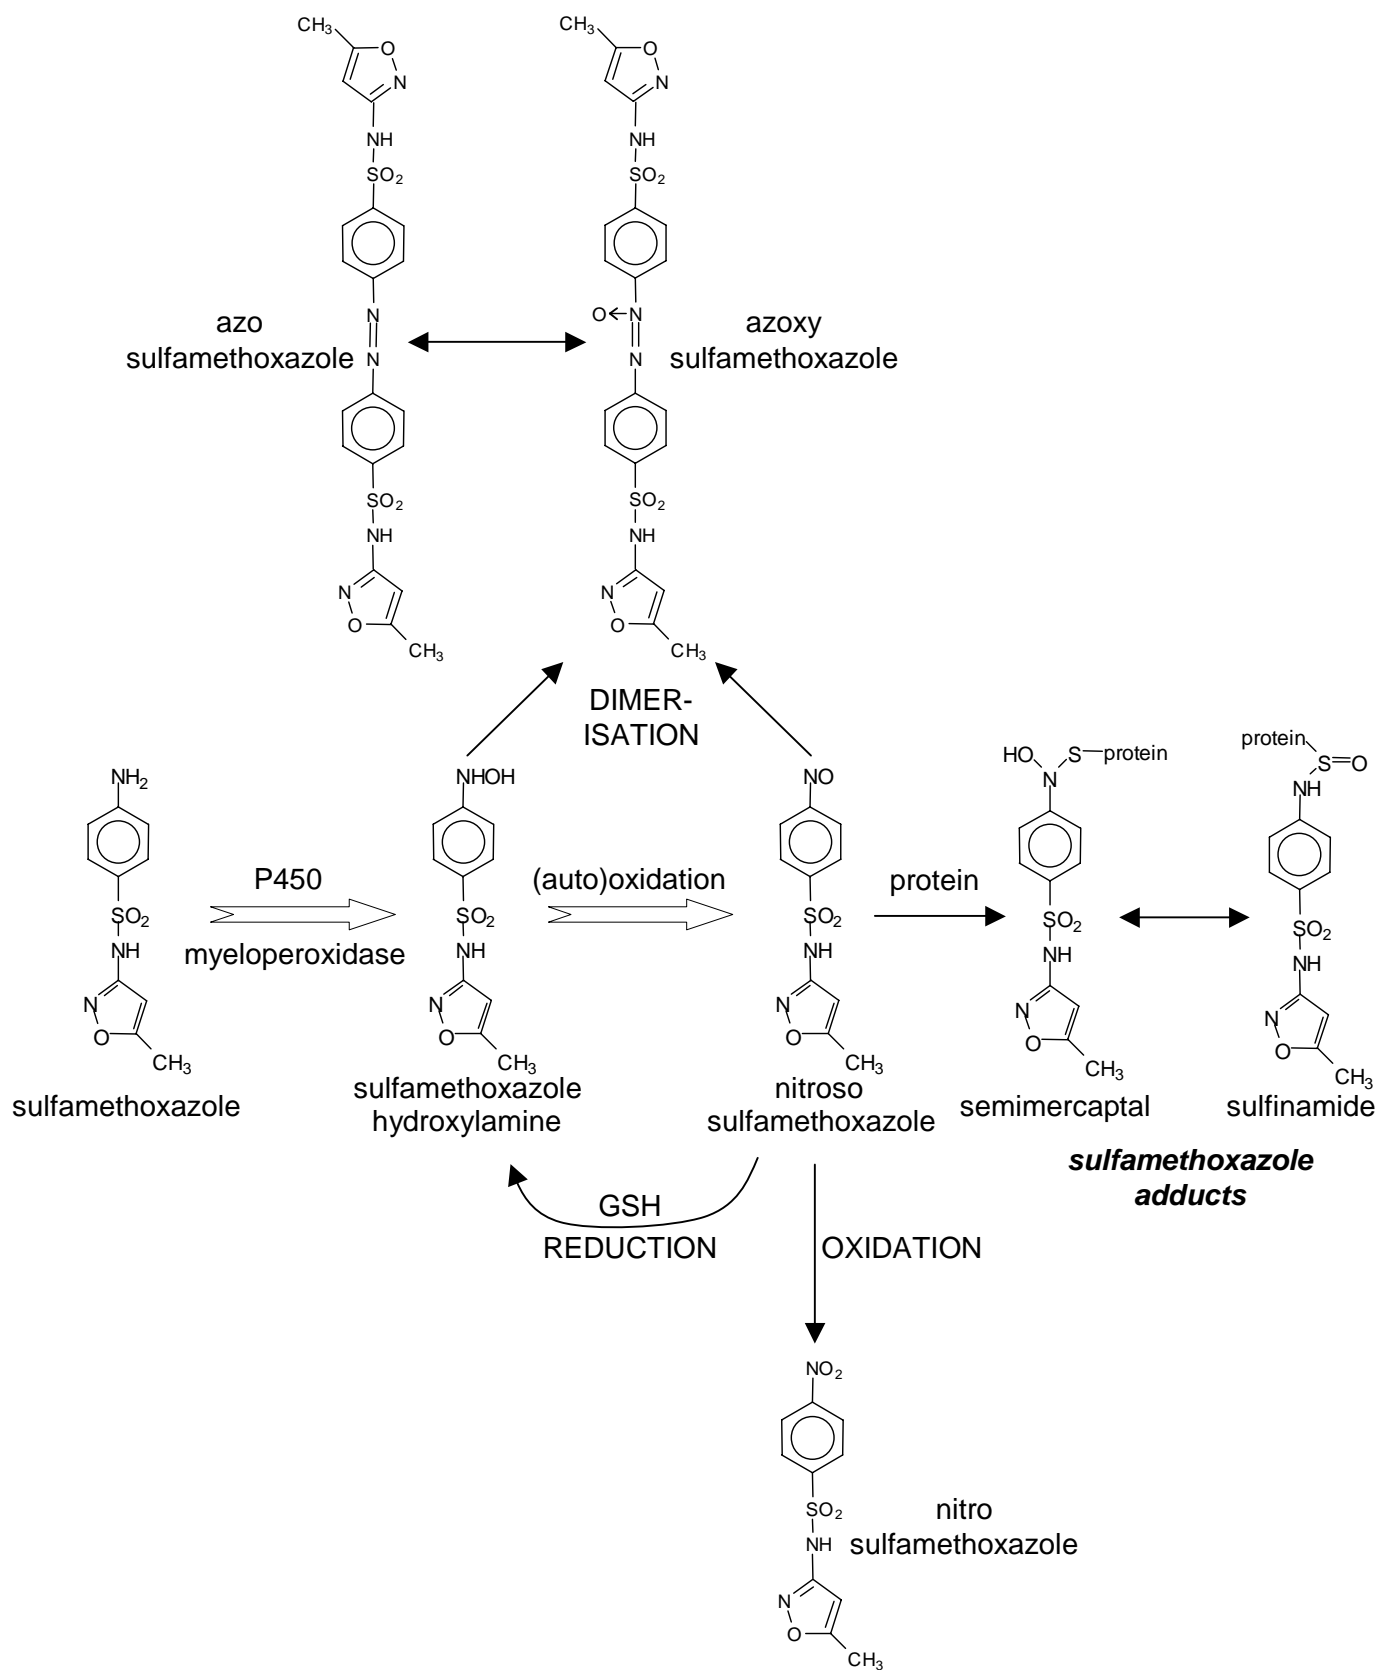 CH3
CH3
O
O
N
N
NH
NH
SO2
SO2
N
O
N
azo
azoxy
sulfamethoxazole
N
N
sulfamethoxazole
SO2
SO2
NH
NH
N
N
O
O
CH3
CH3
DIMER-
ISATION
NH2
NHOH
NO
HO
S
protein
N
protein
S
O
NH
P450
myeloperoxidase
(auto)oxidation
protein
SO2
SO2
SO2
SO2
SO2
NH
NH
NH
NH
NH
N
N
N
N
N
O
O
O
O
O
CH3
CH3
CH3
CH3
CH3
sulfamethoxazole
sulfamethoxazole
hydroxylamine
nitroso
sulfamethoxazole
semimercaptal
sulfinamide
sulfamethoxazole
adducts
GSH
REDUCTION
OXIDATION
NO2
SO2
NH
nitro
sulfamethoxazole
N
O
CH3